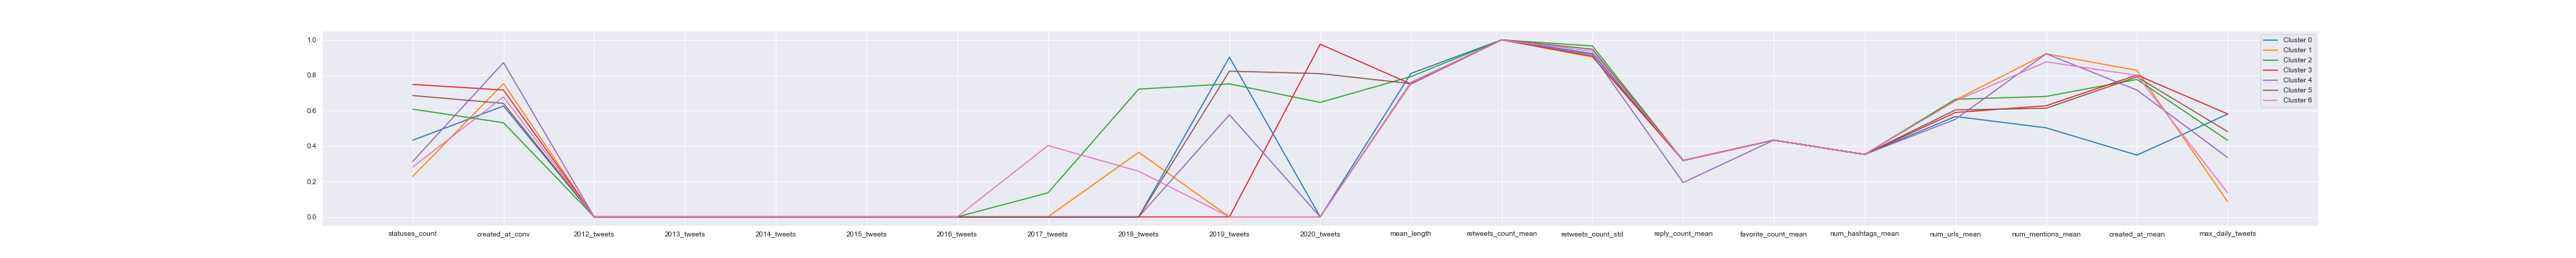 1.0
0.8
0.6
0.4
0.2
0.0
statuses_count created_at_conv 2012_tweets 2013_tweets 2014_tweets 2015_tweets 2016_tweets 2017_tweets 2018_tweets 2019_tweets 2020_tweets mean_length retweets_count_mean retweets_count_std reply_count_mean favorite_count_mean num_hashtags_mean num_urls_mean num_mentions_mean created_at_mean max_daily_tweets
Cluster 0
Cluster 1
Cluster 2
Cluster 3
Cluster 4
Cluster 5
Cluster 6